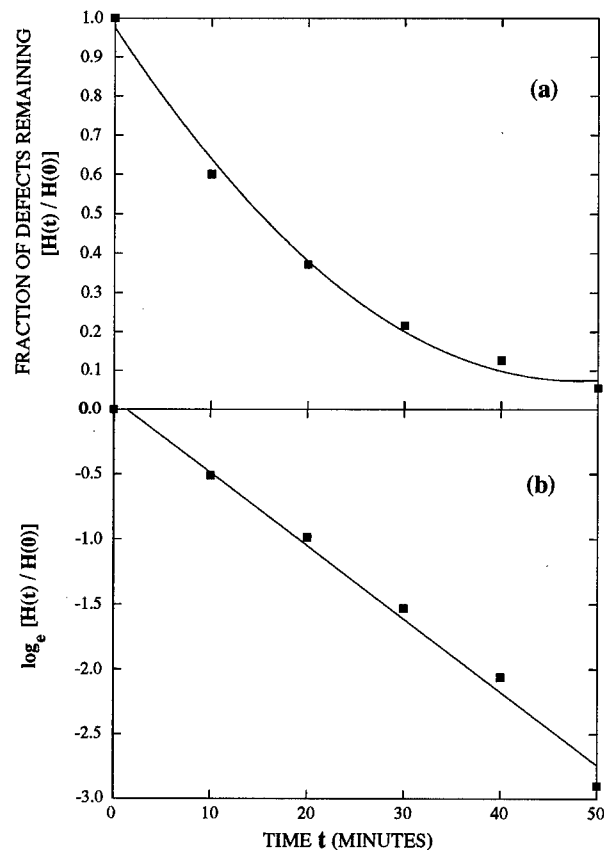 1.0
0.9
0.8
0.7
0.6
0.5
0.4
0.3
0.2
0.1
0.0
FRACTION OF DEFECTS REMAINING
[H(t) / H(0)]
(a)
-0.5
-1.0
-1.5
-2.0
-2.5
-3.0
log_e [H(t) / H(0)]
(b)
0 10 20 30 40 50
TIME t (MINUTES)